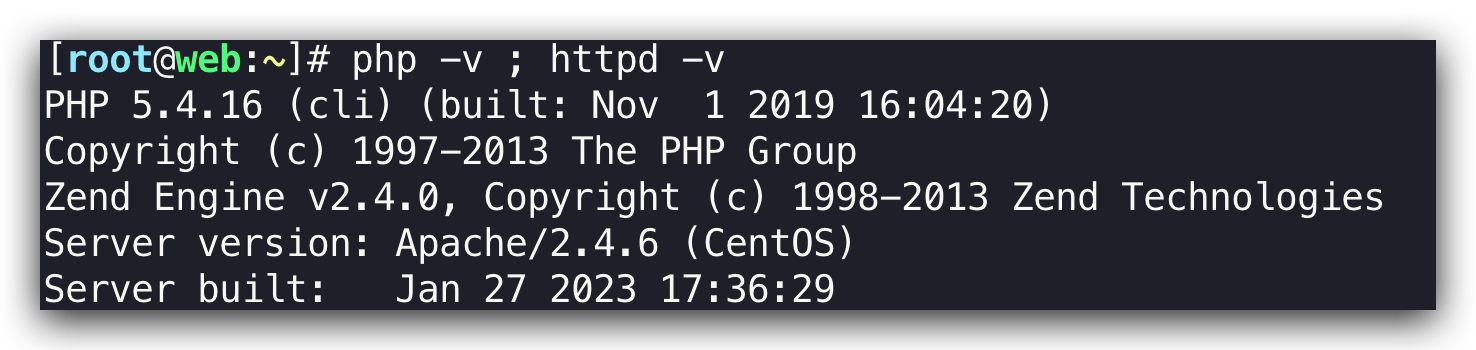 [root@web:~]# php -v ; httpd -v
PHP 5.4.16 (cli) (built: Nov  1 2019 16:04:20)
Copyright (c) 1997-2013 The PHP Group
Zend Engine v2.4.0, Copyright (c) 1998-2013 Zend Technologies
Server version: Apache/2.4.6 (CentOS)
Server built:   Jan 27 2023 17:36:29